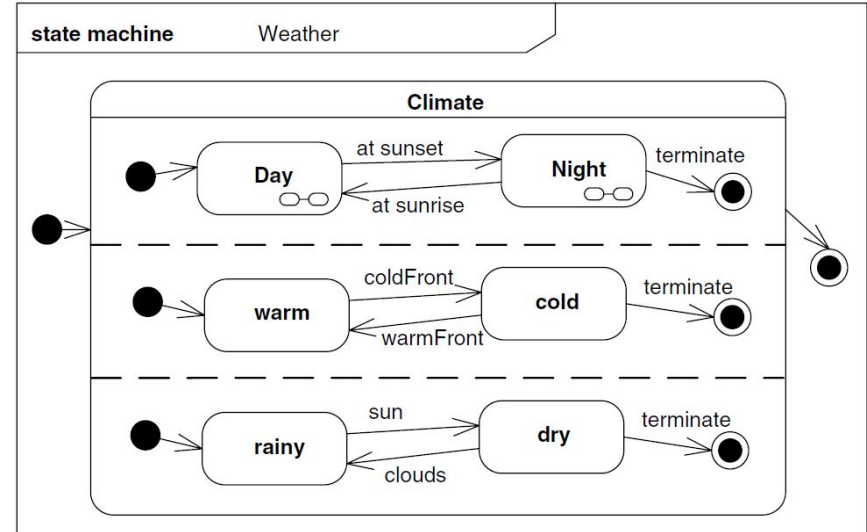 state machine Weather
Climate
Day
at sunset
Night
terminate
at sunrise
warm
coldFront
cold
terminate
warmFront
rainy
sun
dry
terminate
clouds